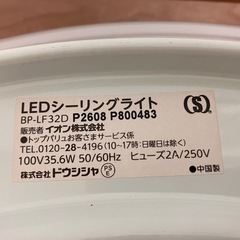 LEDシーリングライト
BP-LF32D P2608 P800483
販売者 イオン株式会社
●トップバリュお客さまサービス係
TEL.0120-28-4196(10~17時:日曜日は除く)
100V35.6W 50/60Hz ヒューズ2A/250V
株式会社ドウシシャ PSE ●中国製
(S)